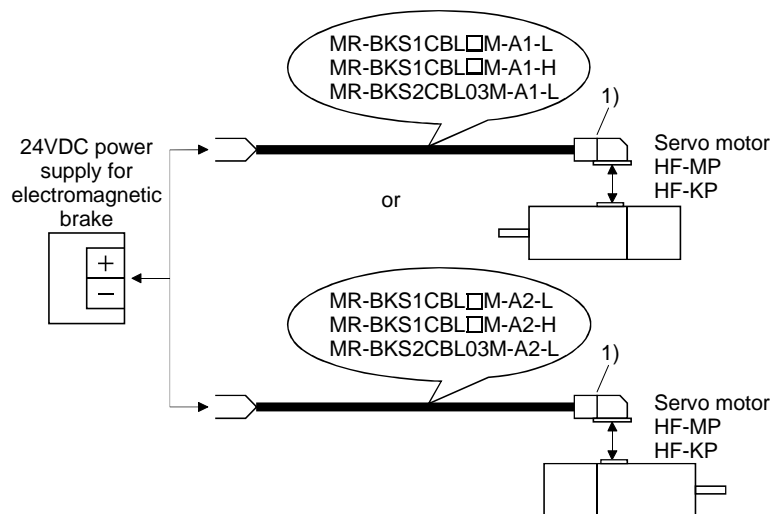 MR-BKS1CBL□M-A1-L
MR-BKS1CBL□M-A1-H
MR-BKS2CBL03M-A1-L
1)
24VDC power
supply for
electromagnetic
brake
Servo motor
HF-MP
HF-KP
or
+
−
MR-BKS1CBL□M-A2-L
MR-BKS1CBL□M-A2-H
MR-BKS2CBL03M-A2-L
1)
Servo motor
HF-MP
HF-KP